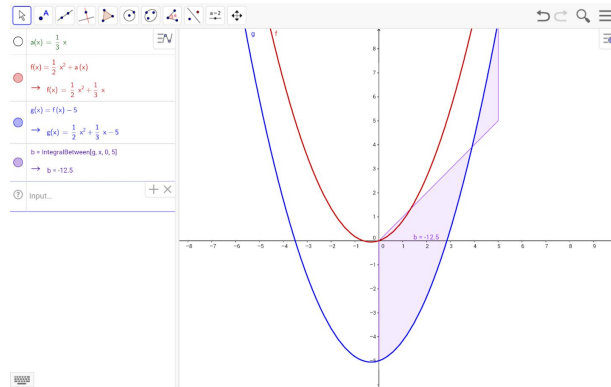 a=2
a(x) = 1/3 x
f(x) = 1/2 x² + a(x)
→ f(x) = 1/2 x² + 1/3 x
g(x) = f(x) − 5
→ g(x) = 1/2 x² + 1/3 x − 5
b = IntegralBetween[g, x, 0, 5]
→ b = -12.5
Input...
g f
8
7
6
5
4
3
2
1
b = -12.5
-8 -7 -6 -5 -4 -3 -2 -1 0 1 2 3 4 5 6 7 8 9
-1
-2
-3
-4
-5